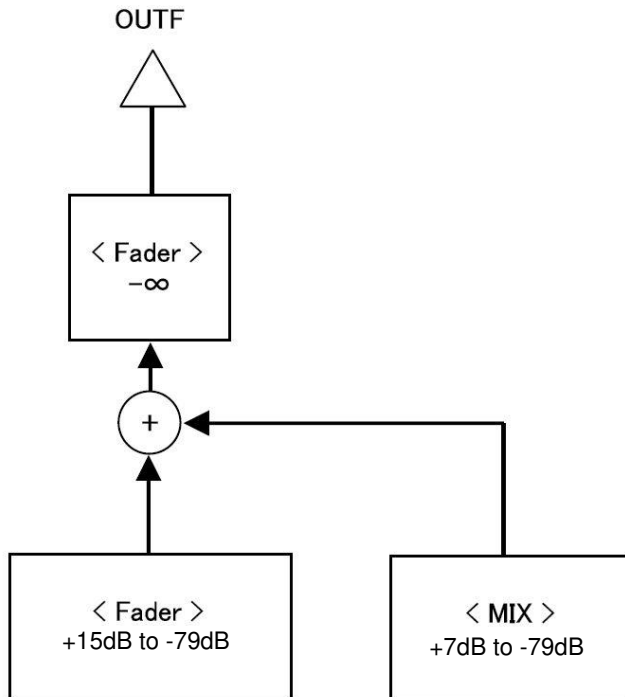 OUTF
< Fader >
-∞
+
< Fader >
+15dB to -79dB
< MIX >
+7dB to -79dB